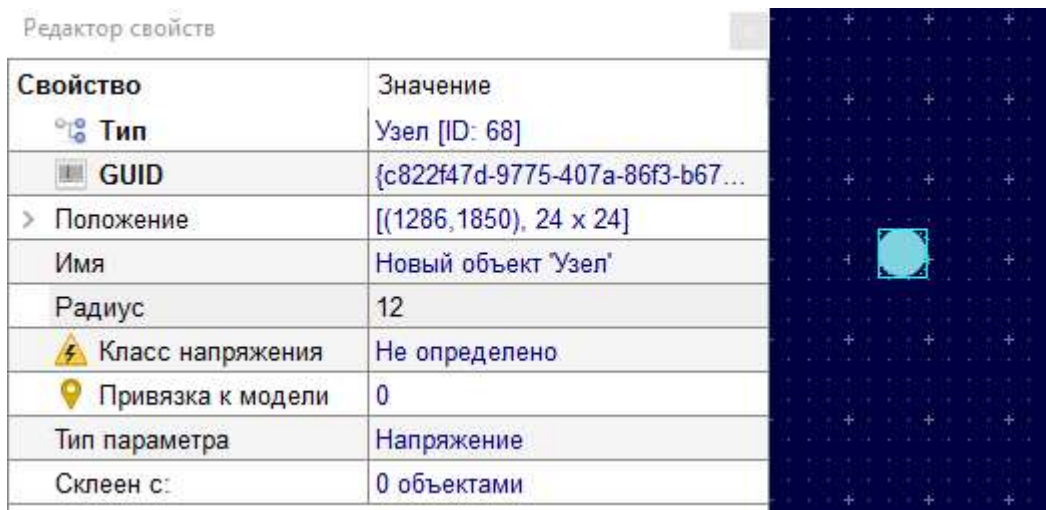 Редактор свойств
Свойство Значение
Тип Узел [ID: 68]
GUID {c822f47d-9775-407a-86f3-b67...
Положение [(1286,1850), 24 x 24]
Имя Новый объект 'Узел'
Радиус 12
Класс напряжения Не определено
Привязка к модели 0
Тип параметра Напряжение
Склеен с: 0 объектами